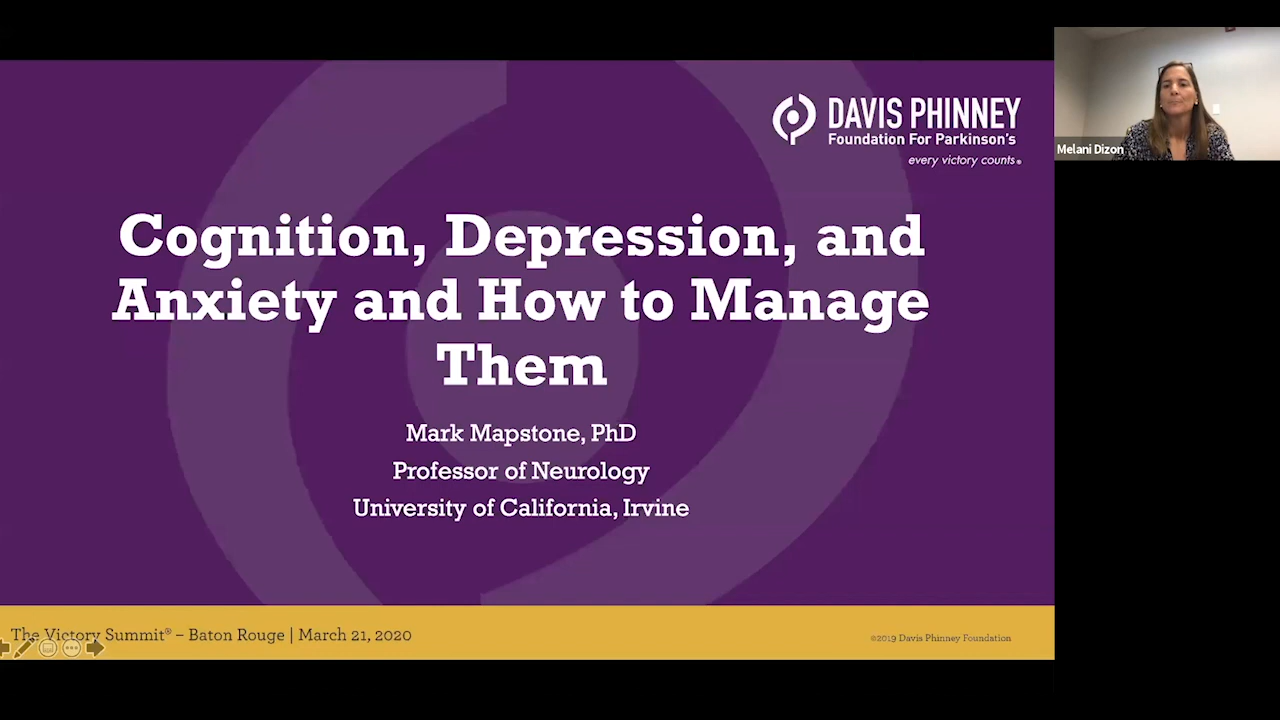 DAVIS PHINNEY
Foundation For Parkinson's
every victory counts®
Cognition, Depression, and
Anxiety and How to Manage
Them
Mark Mapstone, PhD
Professor of Neurology
University of California, Irvine
The Victory Summit® – Baton Rouge | March 21, 2020
©2019 Davis Phinney Foundation
Melani Dizon